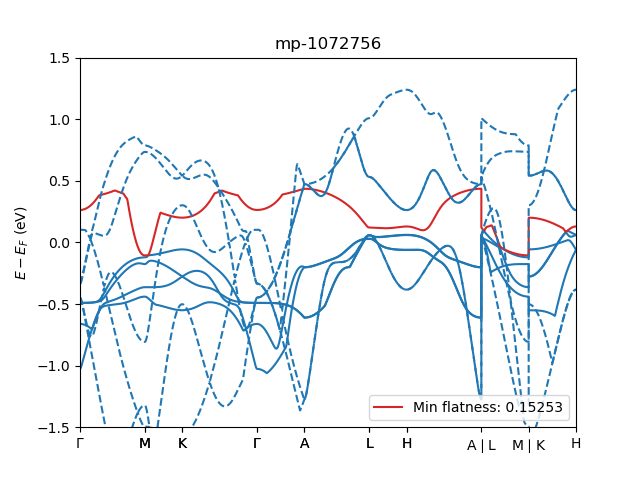 mp-1072756
E − E_F (eV)
1.5
1.0
0.5
0.0
−0.5
−1.0
−1.5
Min flatness: 0.15253
Γ M K Γ A L H A | L M | K H